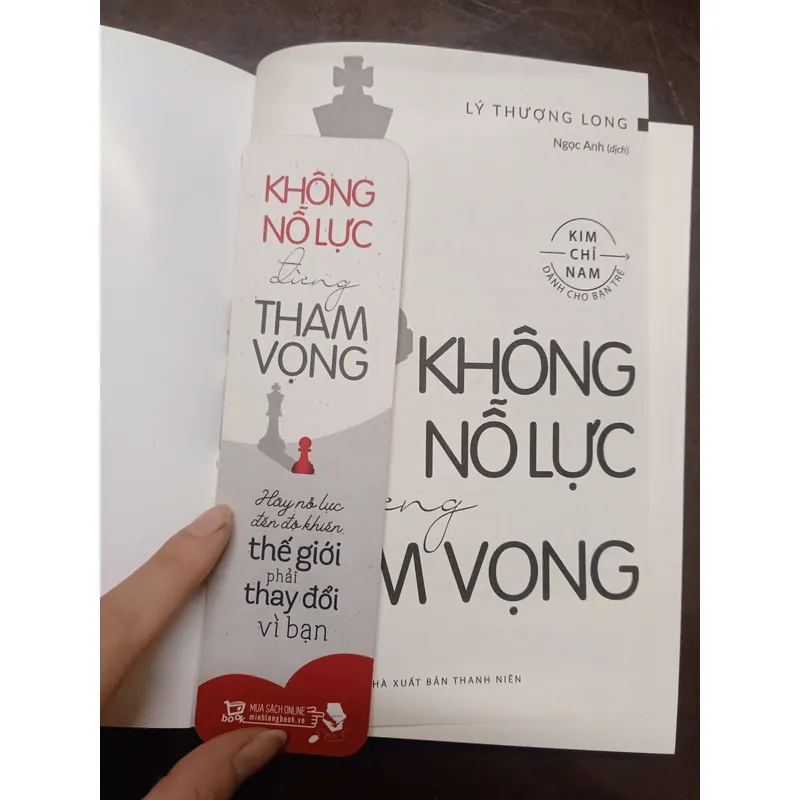 KHÔNG
NỖ LỰC
đừng
THAM
VỌNG
Hãy nỗ lực
đến độ khiến
thế giới
phải
thay đổi
vì bạn
MUA SÁCH ONLINE
book
minhlongbook.vn
LÝ THƯỢNG LONG
Ngọc Anh (dịch)
KIM
CHỈ
NAM
DÀNH CHO BẠN TRẺ
KHÔNG
NỖ LỰC
ừng
M VỌNG
HÀ XUẤT BẢN THANH NIÊN